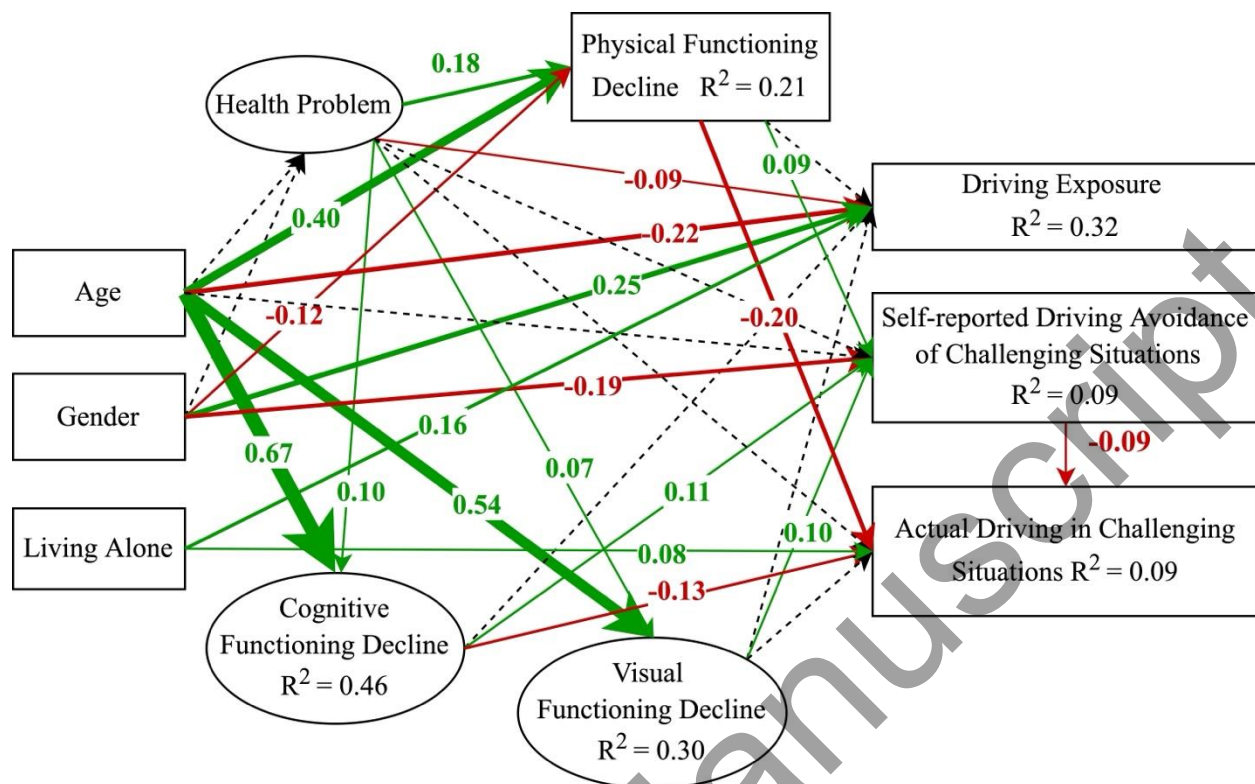 Physical Functioning
Decline R² = 0.21
0.18
Health Problem
0.09
Driving Exposure
R² = 0.32
-0.09
0.40
-0.22
Age
0.25
-0.12
-0.20
Self-reported Driving Avoidance
of Challenging Situations
R² = 0.09
-0.19
Gender
0.16
-0.09
0.67
0.07
0.10
0.11
0.54
Living Alone
0.10
Actual Driving in Challenging
Situations R² = 0.09
0.08
-0.13
Cognitive
Functioning Decline
R² = 0.46
Visual
Functioning Decline
R² = 0.30
anuscript